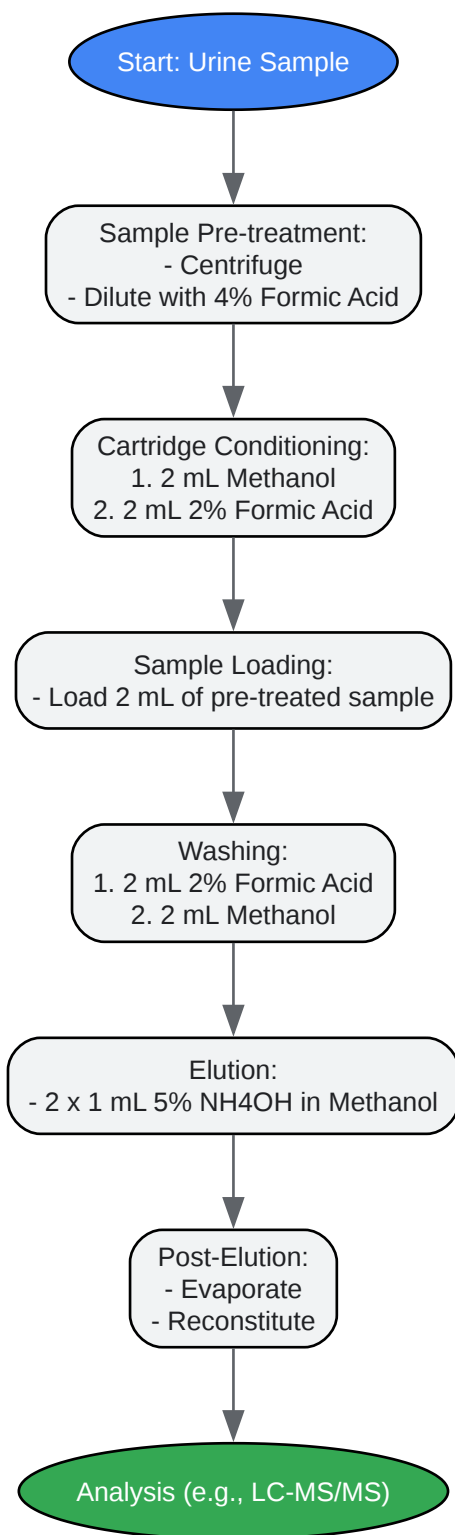 Start: Urine Sample
Sample Pre-treatment:
- Centrifuge
- Dilute with 4% Formic Acid
Cartridge Conditioning:
1. 2 mL Methanol
2. 2 mL 2% Formic Acid
Sample Loading:
- Load 2 mL of pre-treated sample
Washing:
1. 2 mL 2% Formic Acid
2. 2 mL Methanol
Elution:
- 2 x 1 mL 5% NH4OH in Methanol
Post-Elution:
- Evaporate
- Reconstitute
Analysis (e.g., LC-MS/MS)